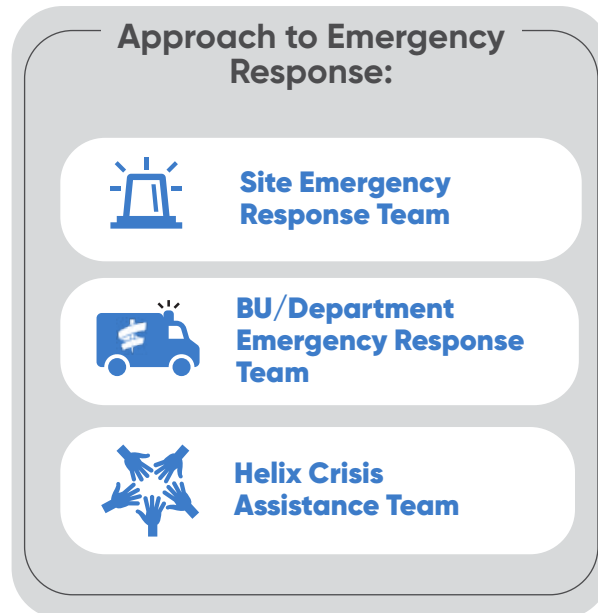 Approach to Emergency
Response:
Site Emergency
Response Team
BU/Department
Emergency Response
Team
Helix Crisis
Assistance Team